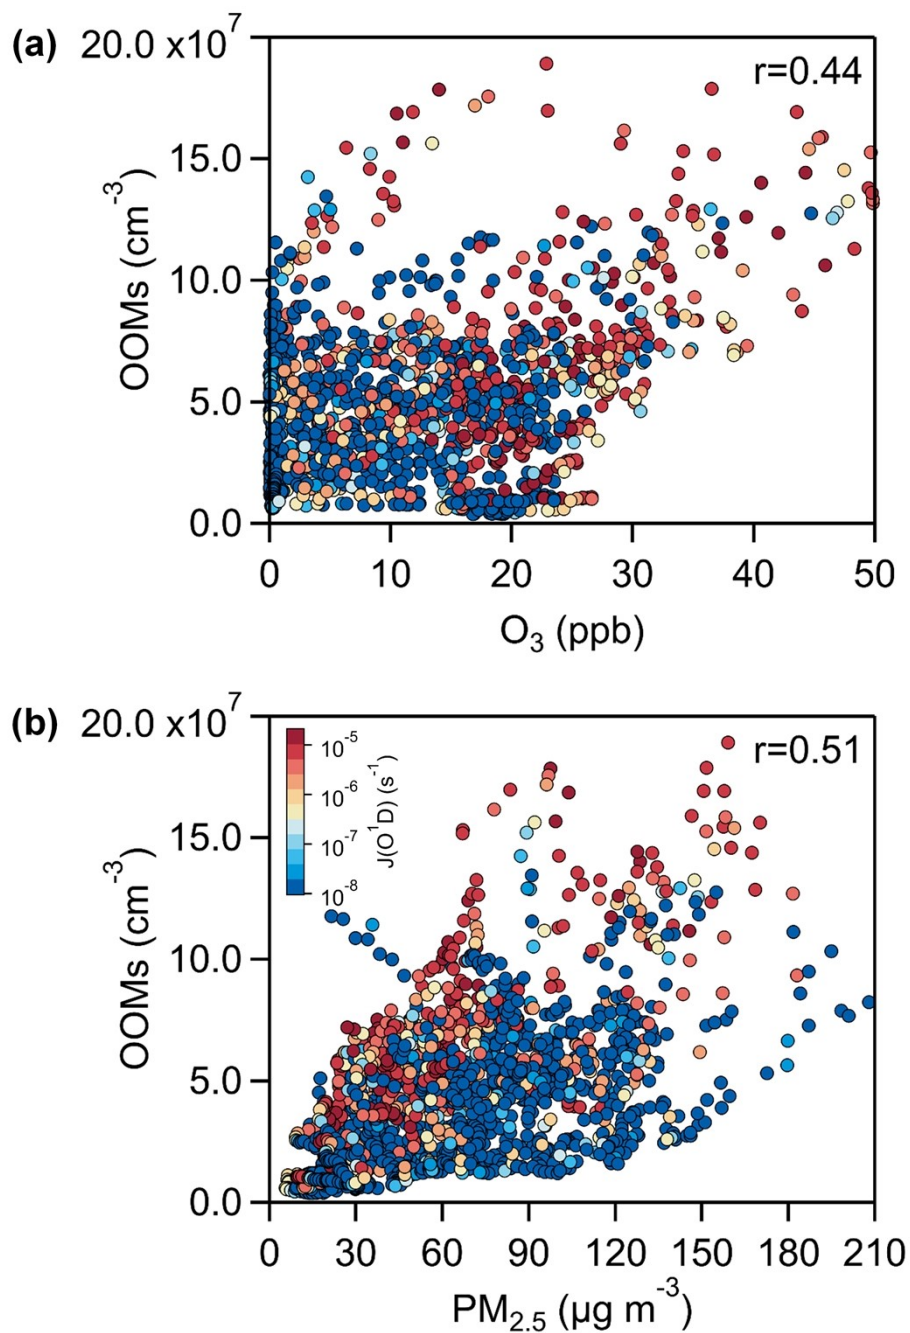 (a)
20.0 x10⁷
r=0.44
15.0
10.0
5.0
0.0
OOMs (cm⁻³)
0 10 20 30 40 50
O₃ (ppb)
(b)
20.0 x10⁷
r=0.51
10⁻⁵
10⁻⁶
10⁻⁷
10⁻⁸
J(O¹D) (s⁻¹)
15.0
10.0
5.0
0.0
OOMs (cm⁻³)
0 30 60 90 120 150 180 210
PM₂.₅ (µg m⁻³)